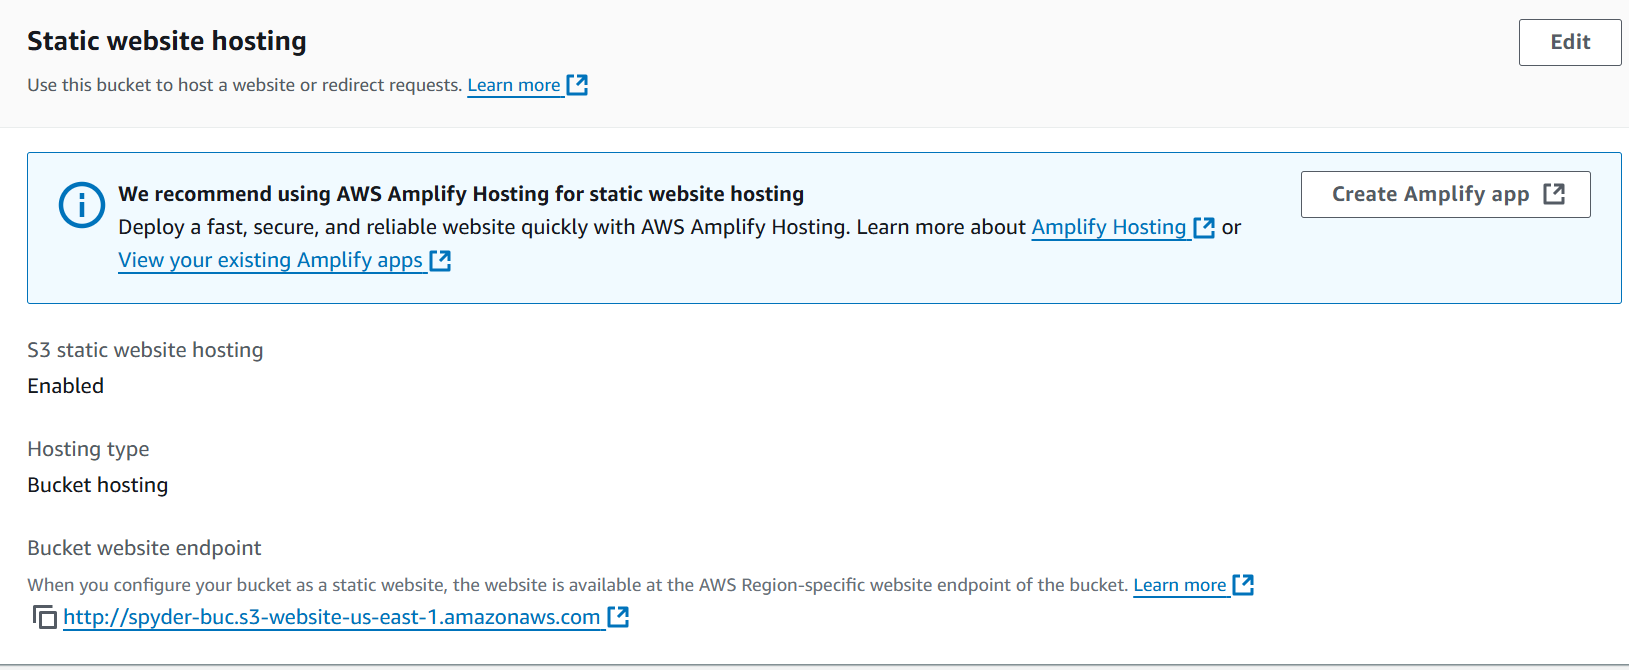 Static website hosting
Edit
Use this bucket to host a website or redirect requests. Learn more
We recommend using AWS Amplify Hosting for static website hosting
Create Amplify app
Deploy a fast, secure, and reliable website quickly with AWS Amplify Hosting. Learn more about Amplify Hosting or
View your existing Amplify apps
S3 static website hosting
Enabled
Hosting type
Bucket hosting
Bucket website endpoint
When you configure your bucket as a static website, the website is available at the AWS Region-specific website endpoint of the bucket. Learn more
http://spyder-buc.s3-website-us-east-1.amazonaws.com